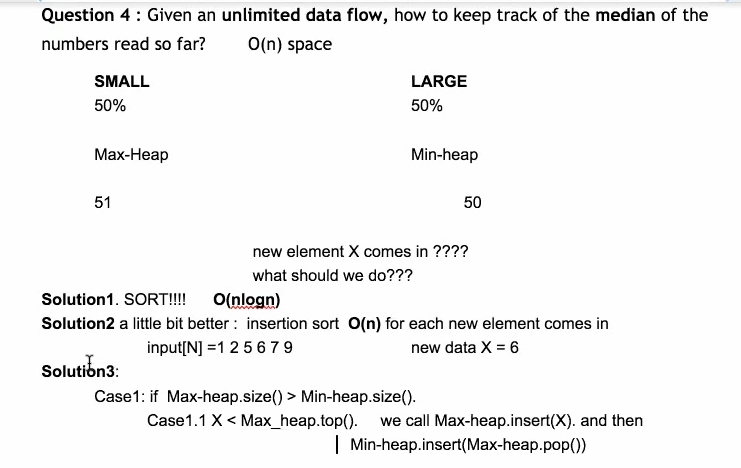 Question 4 : Given an unlimited data flow, how to keep track of the median of the
numbers read so far? O(n) space
SMALL LARGE
50% 50%
Max-Heap Min-heap
51 50
new element X comes in ????
what should we do???
Solution1. SORT!!!! O(nlogn)
Solution2 a little bit better : insertion sort O(n) for each new element comes in
input[N] =1 2 5 6 7 9 new data X = 6
Solution3:
Case1: if Max-heap.size() > Min-heap.size().
Case1.1 X < Max_heap.top(). we call Max-heap.insert(X). and then
Min-heap.insert(Max-heap.pop())